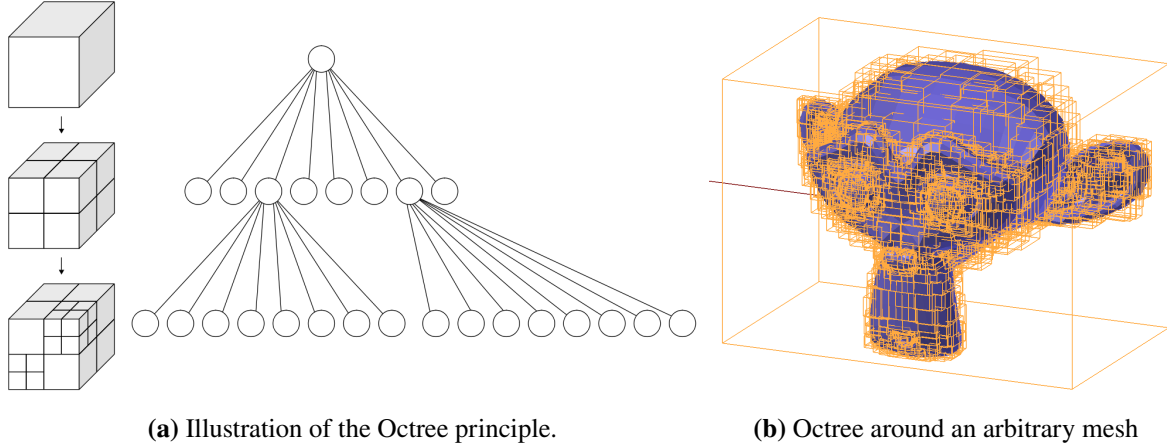 (a) Illustration of the Octree principle.
(b) Octree around an arbitrary mesh